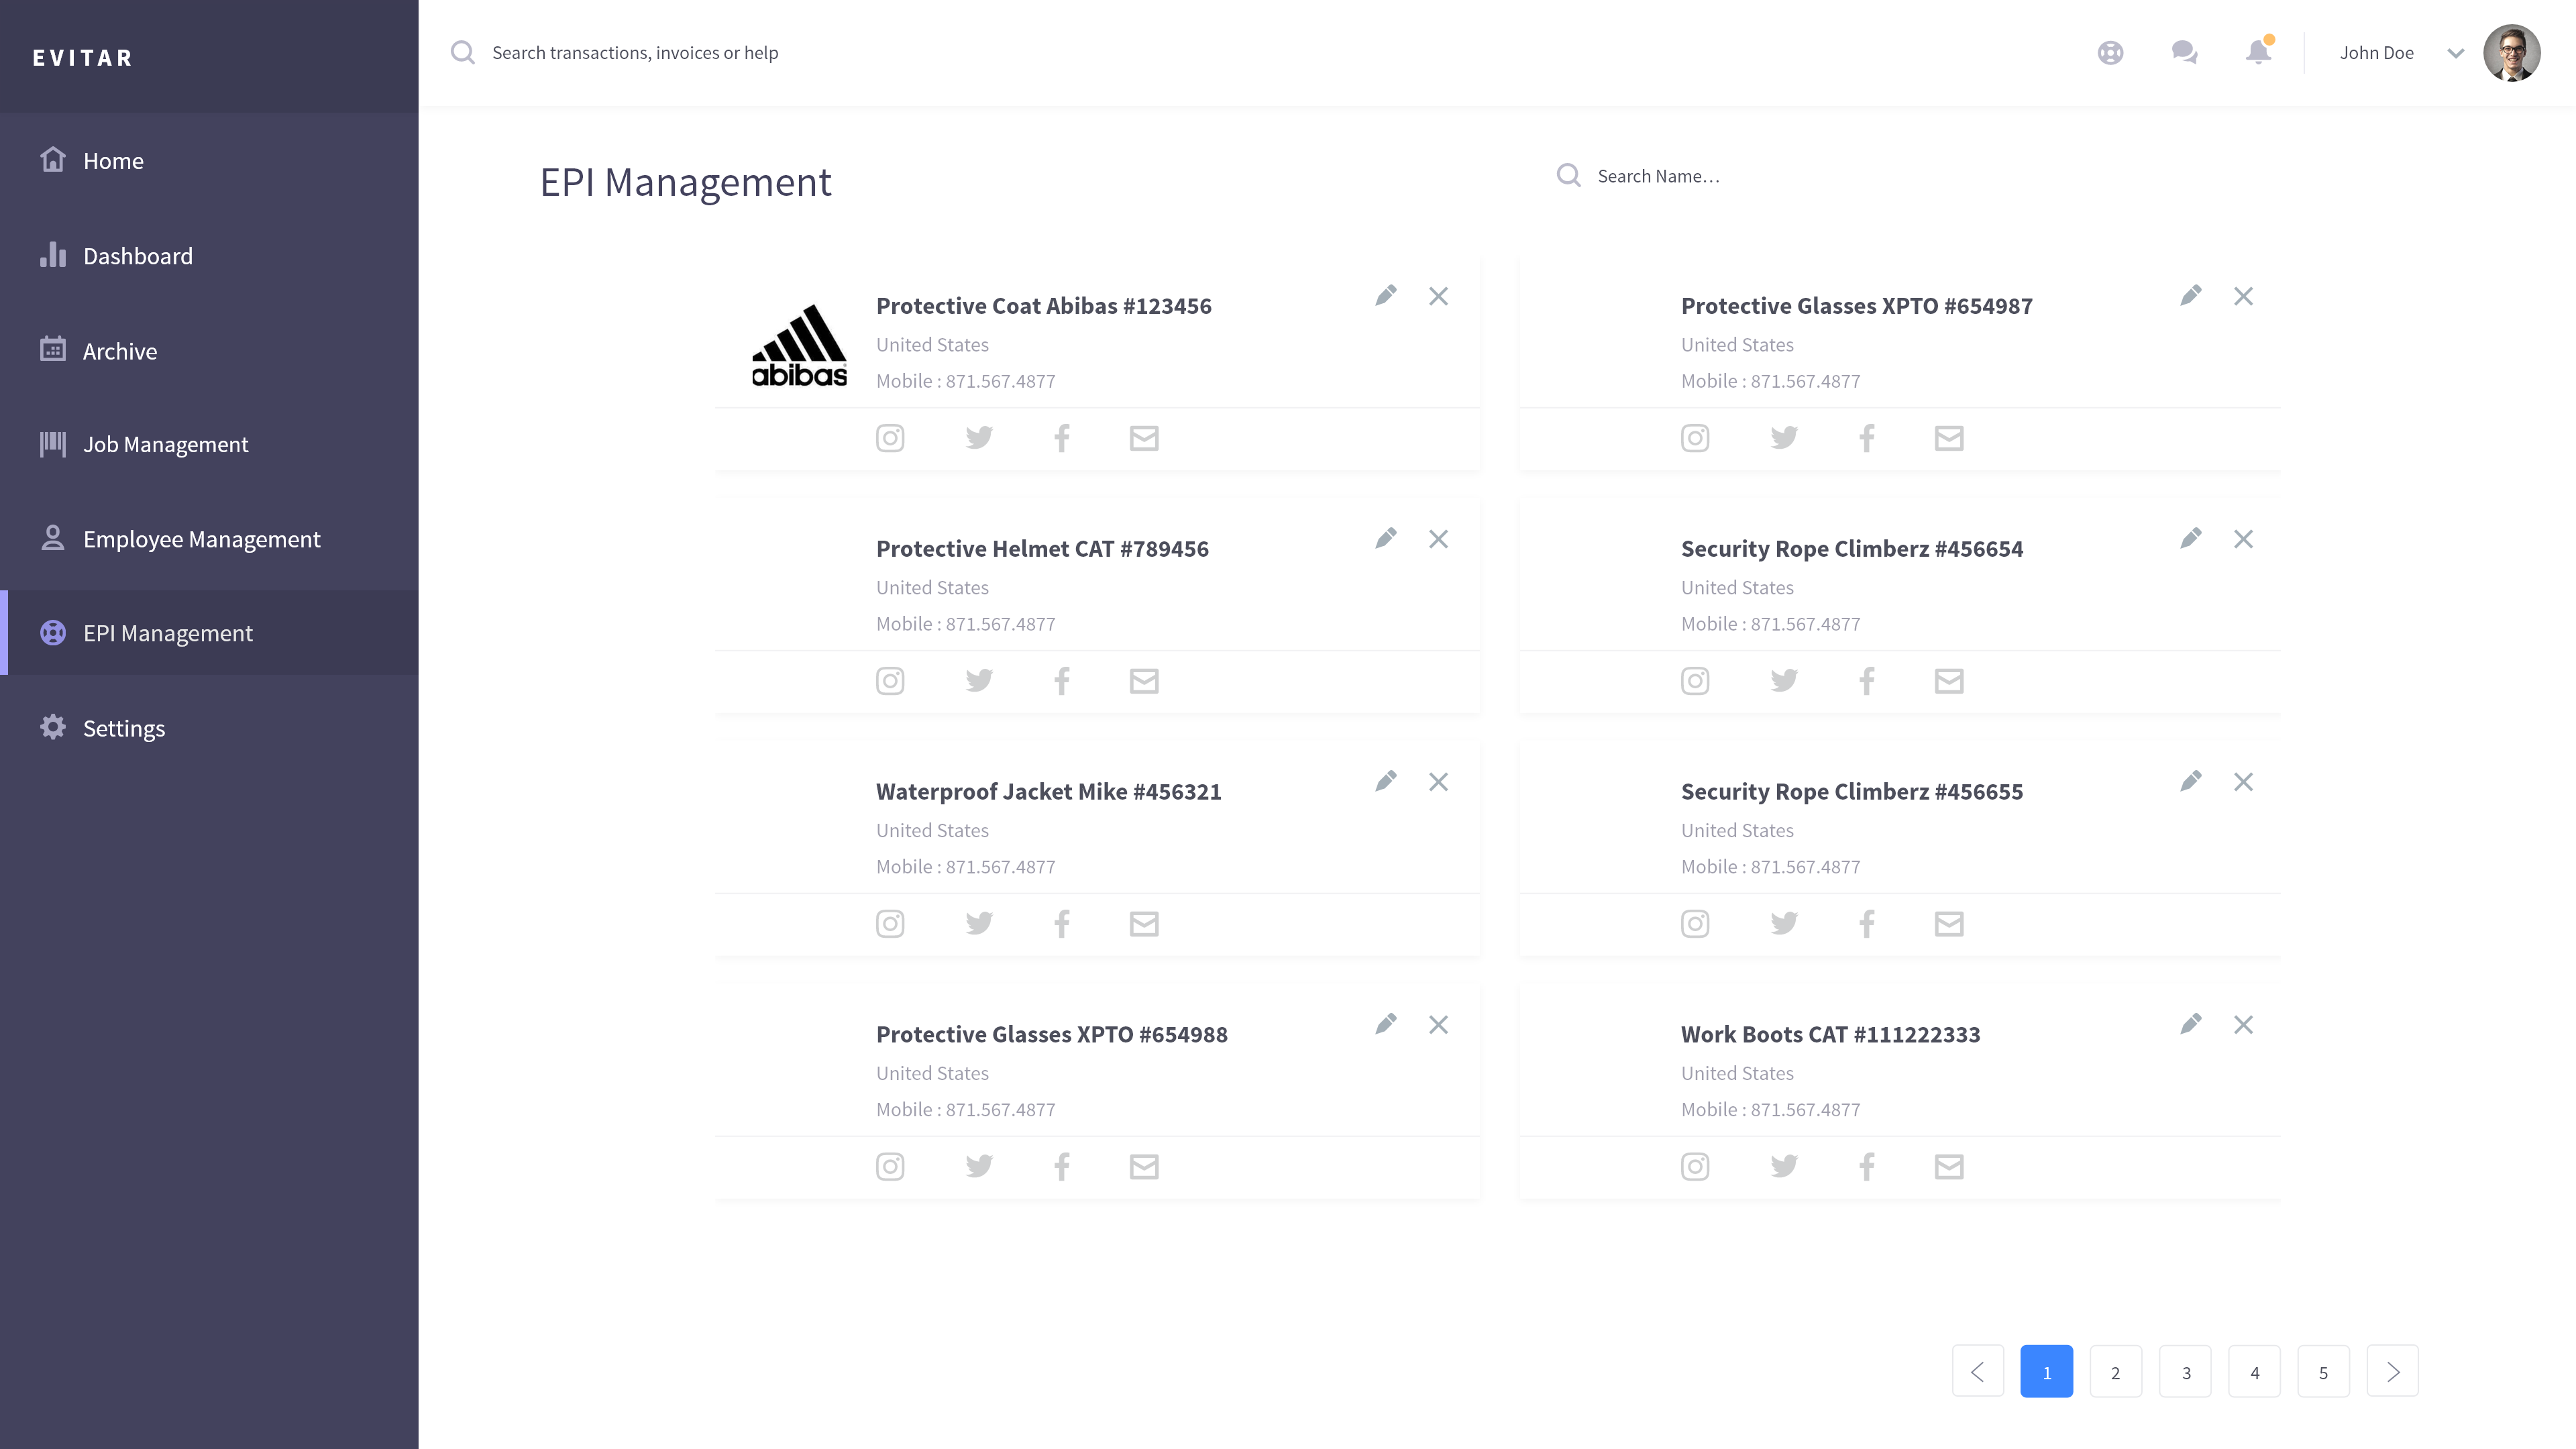 EVITAR
Search transactions, invoices or help
John Doe
Home
Dashboard
Archive
Job Management
Employee Management
EPI Management
Settings
EPI Management
Search Name...
abibas
Protective Coat Abibas #123456
United States
Mobile : 871.567.4877
Protective Glasses XPTO #654987
United States
Mobile : 871.567.4877
Protective Helmet CAT #789456
United States
Mobile : 871.567.4877
Security Rope Climberz #456654
United States
Mobile : 871.567.4877
Waterproof Jacket Mike #456321
United States
Mobile : 871.567.4877
Security Rope Climberz #456655
United States
Mobile : 871.567.4877
Protective Glasses XPTO #654988
United States
Mobile : 871.567.4877
Work Boots CAT #111222333
United States
Mobile : 871.567.4877
1 2 3 4 5